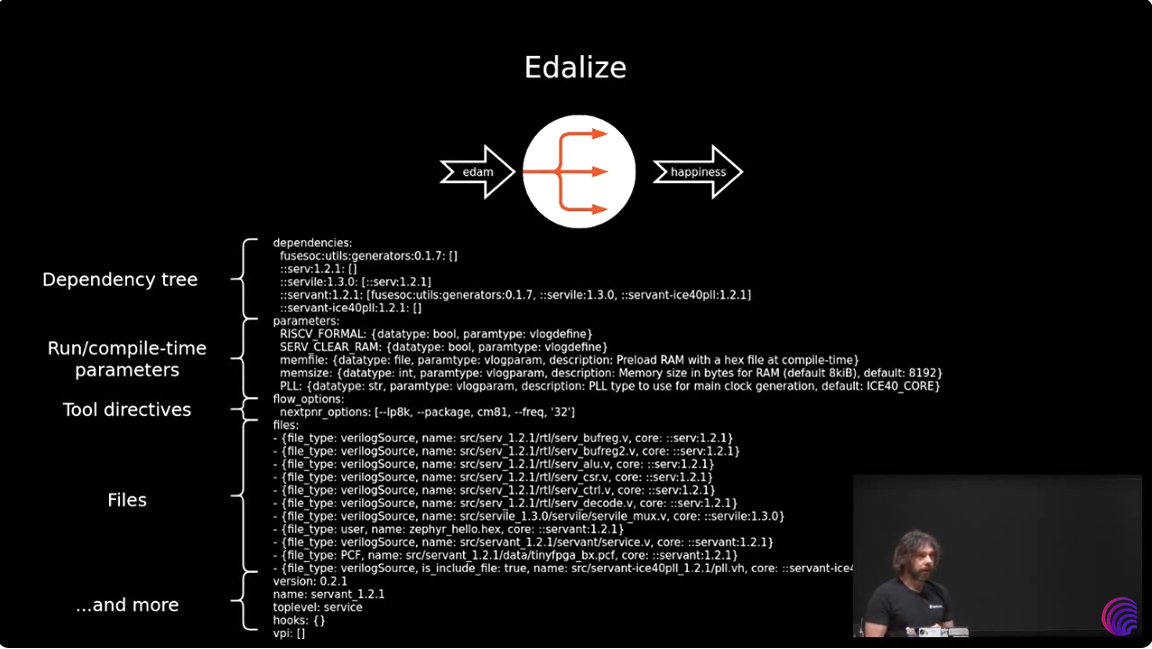 Edalize
edam
happiness
Dependency tree
dependencies:
fusesoc:utils:generators:0.1.7: []
::serv:1.2.1: []
::servile:1.3.0: [::serv:1.2.1]
::servant:1.2.1: [fusesoc:utils:generators:0.1.7, ::servile:1.3.0, ::servant-ice40pll:1.2.1]
::servant-ice40pll:1.2.1: []
Run/compile-time
parameters
parameters:
RISCV_FORMAL: {datatype: bool, paramtype: vlogdefine}
SERV_CLEAR_RAM: {datatype: bool, paramtype: vlogdefine}
memfile: {datatype: file, paramtype: vlogparam, description: Preload RAM with a hex file at compile-time}
memsize: {datatype: int, paramtype: vlogparam, description: Memory size in bytes for RAM (default 8kiB), default: 8192}
PLL: {datatype: str, paramtype: vlogparam, description: PLL type to use for main clock generation, default: ICE40_CORE}
Tool directives
flow_options:
nextpnr_options: [--lp8k, --package, cm81, --freq, '32']
Files
files:
- {file_type: verilogSource, name: src/serv_1.2.1/rtl/serv_bufreg.v, core: ::serv:1.2.1}
- {file_type: verilogSource, name: src/serv_1.2.1/rtl/serv_bufreg2.v, core: ::serv:1.2.1}
- {file_type: verilogSource, name: src/serv_1.2.1/rtl/serv_alu.v, core: ::serv:1.2.1}
- {file_type: verilogSource, name: src/serv_1.2.1/rtl/serv_csr.v, core: ::serv:1.2.1}
- {file_type: verilogSource, name: src/serv_1.2.1/rtl/serv_ctrl.v, core: ::serv:1.2.1}
- {file_type: verilogSource, name: src/serv_1.2.1/rtl/serv_decode.v, core: ::serv:1.2.1}
- {file_type: verilogSource, name: src/servile_1.3.0/servile/servile_mux.v, core: ::servile:1.3.0}
- {file_type: user, name: zephyr_hello.hex, core: ::servant:1.2.1}
- {file_type: verilogSource, name: src/servant_1.2.1/servant/service.v, core: ::servant:1.2.1}
- {file_type: PCF, name: src/servant_1.2.1/data/tinyfpga_bx.pcf, core: ::servant:1.2.1}
- {file_type: verilogSource, is_include_file: true, name: src/servant-ice40pll_1.2.1/pll.vh, core: ::servant-ice4
...and more
version: 0.2.1
name: servant_1.2.1
toplevel: service
hooks: {}
vpi: []